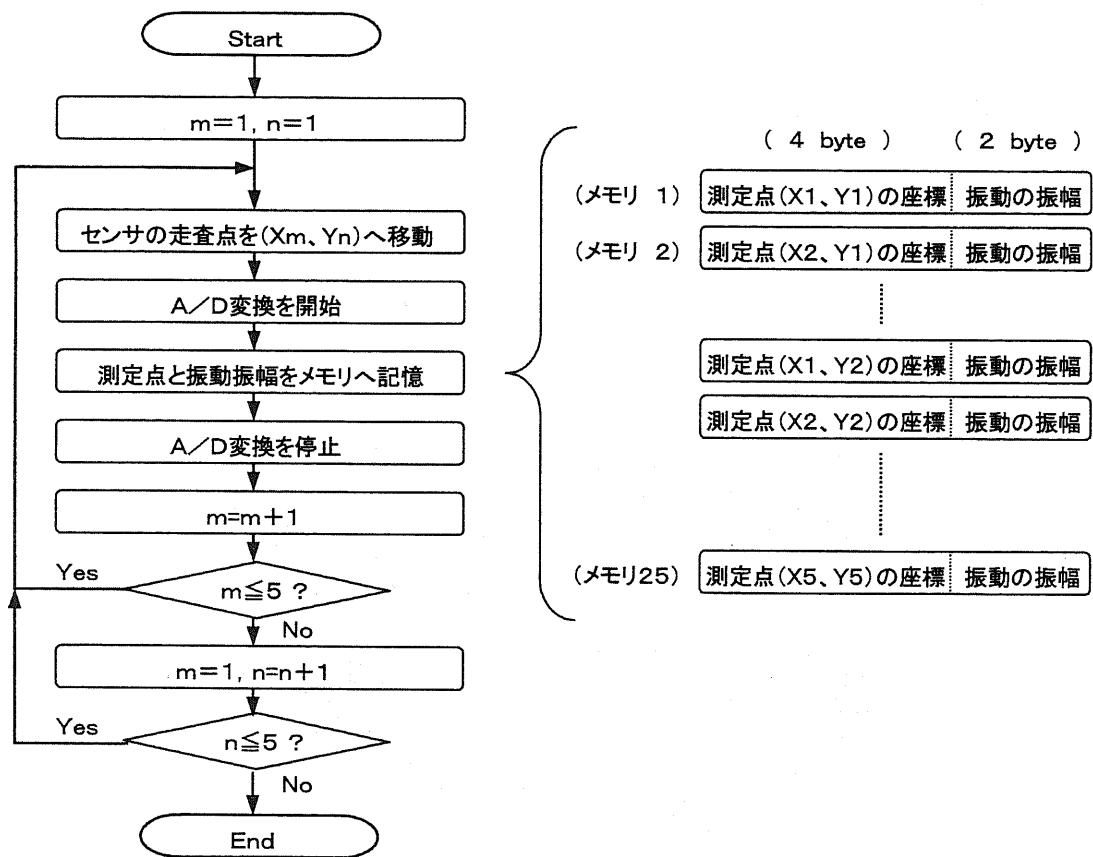 Start
m=1, n=1
センサの走査点を(Xm、Yn)へ移動
A／D変換を開始
測定点と振動振幅をメモリへ記憶
A／D変換を停止
m=m+1
Yes
m≦5 ?
No
m=1, n=n+1
Yes
n≦5 ?
No
End
( 4 byte ) ( 2 byte )
(メモリ 1) 測定点(X1、Y1)の座標 振動の振幅
(メモリ 2) 測定点(X2、Y1)の座標 振動の振幅
測定点(X1、Y2)の座標 振動の振幅
測定点(X2、Y2)の座標 振動の振幅
(メモリ25) 測定点(X5、Y5)の座標 振動の振幅